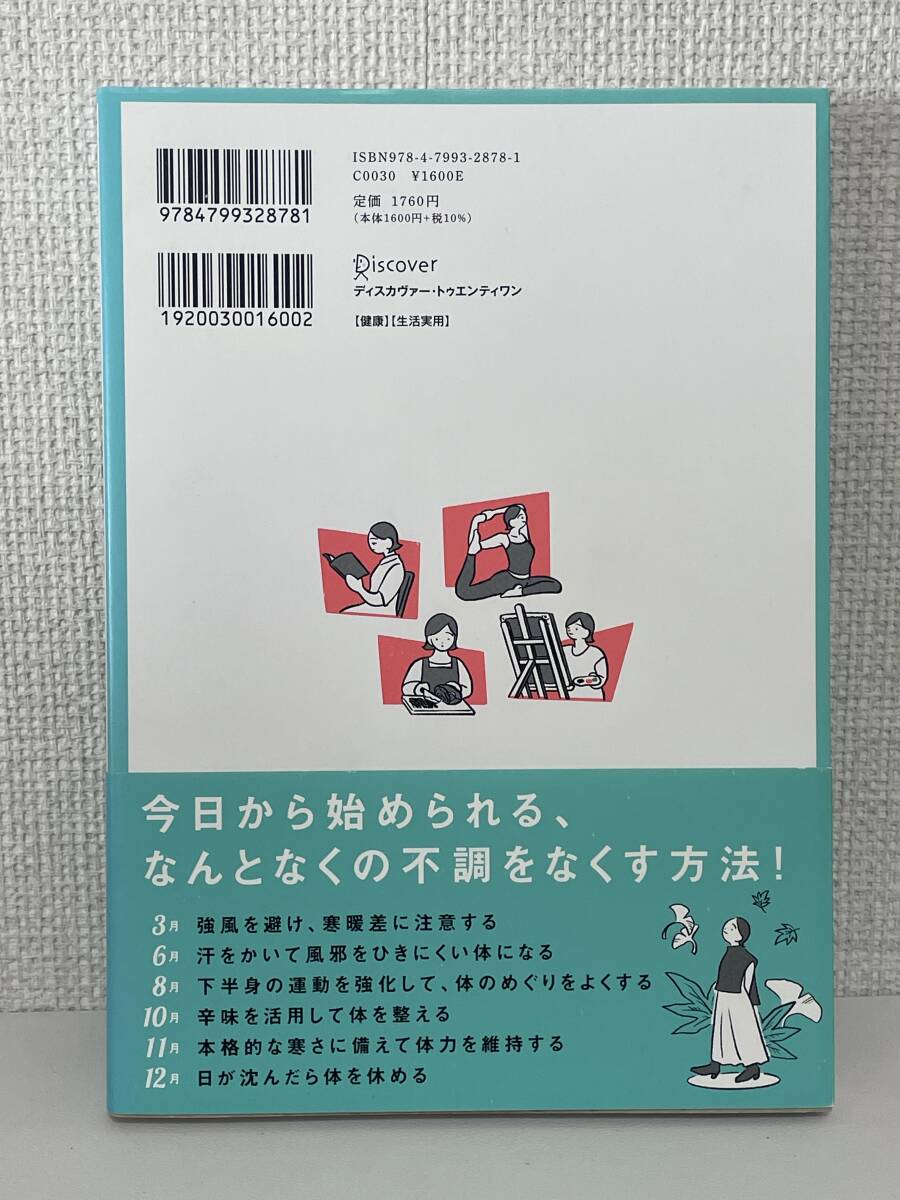 ISBN978-4-7993-2878-1
C0030 ¥1600E
定価 1760円
(本体1600円+税10%)
9784799328781
Discover
ディスカヴァー・トゥエンティワン
1920030016002
【健康】【生活実用】
今日から始められる、
なんとなくの不調をなくす方法！
3月 強風を避け、寒暖差に注意する
6月 汗をかいて風邪をひきにくい体になる
8月 下半身の運動を強化して、体のめぐりをよくする
10月 辛味を活用して体を整える
11月 本格的な寒さに備えて体力を維持する
12月 日が沈んだら体を休める